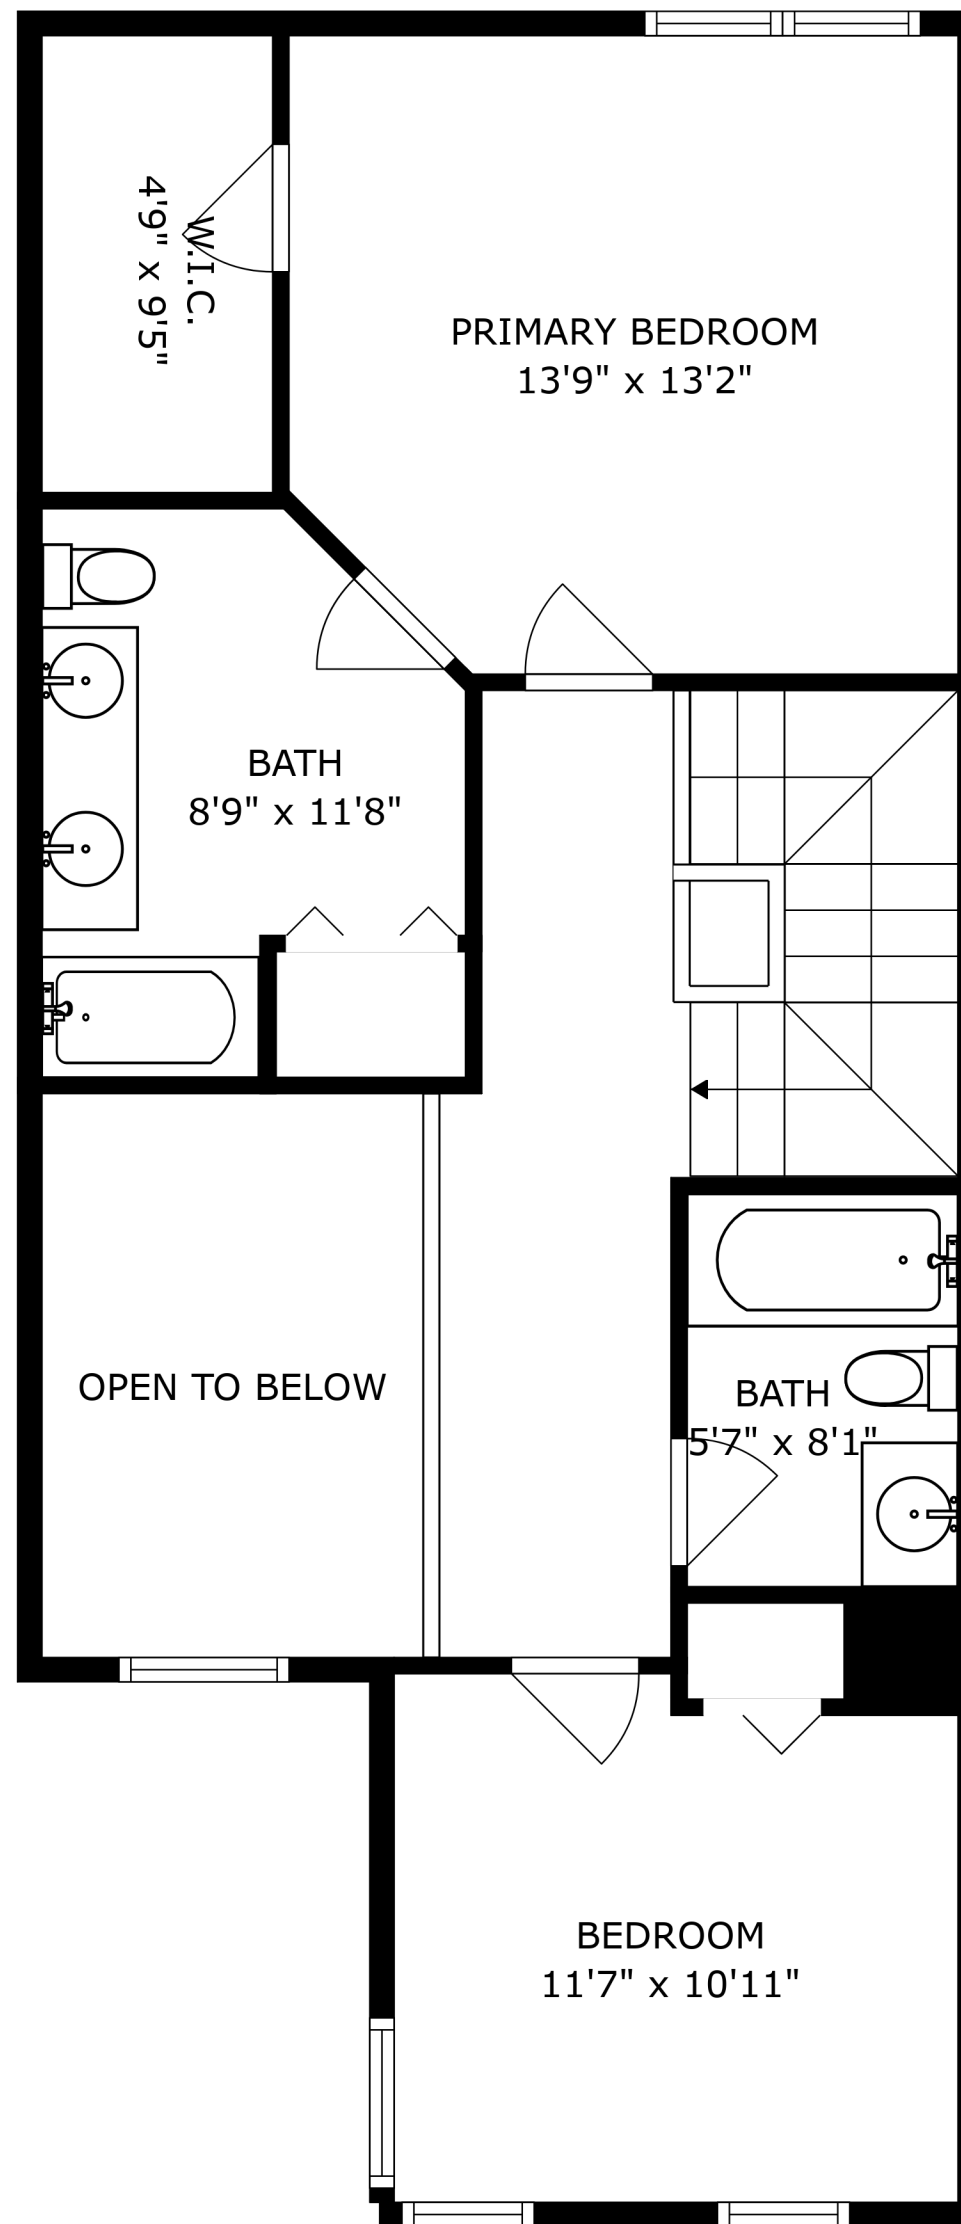 W.I.C.
4'9" x 9'5"
PRIMARY BEDROOM
13'9" x 13'2"
BATH
8'9" x 11'8"
OPEN TO BELOW
BATH
5'7" x 8'1"
BEDROOM
11'7" x 10'11"